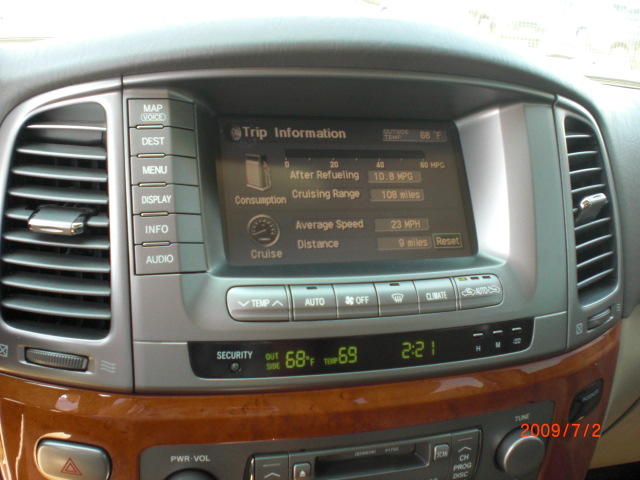 MAP
VOICE
DEST
MENU
DISPLAY
INFO
AUDIO
Trip Information
OUTSIDE TEMP 68 °F
0 20 40 60 MPG
After Refueling 10.8 MPG
Cruising Range 108 miles
Consumption
Average Speed 23 MPH
Distance 9 miles Reset
Cruise
TEMP AUTO OFF CLIMATE AUTO
SECURITY OUT SIDE 68°F TEMP 69 2:21 H M :00
PWR·VOL
SCAN
CH
PROG
DISC
TUNE
2009/7/2